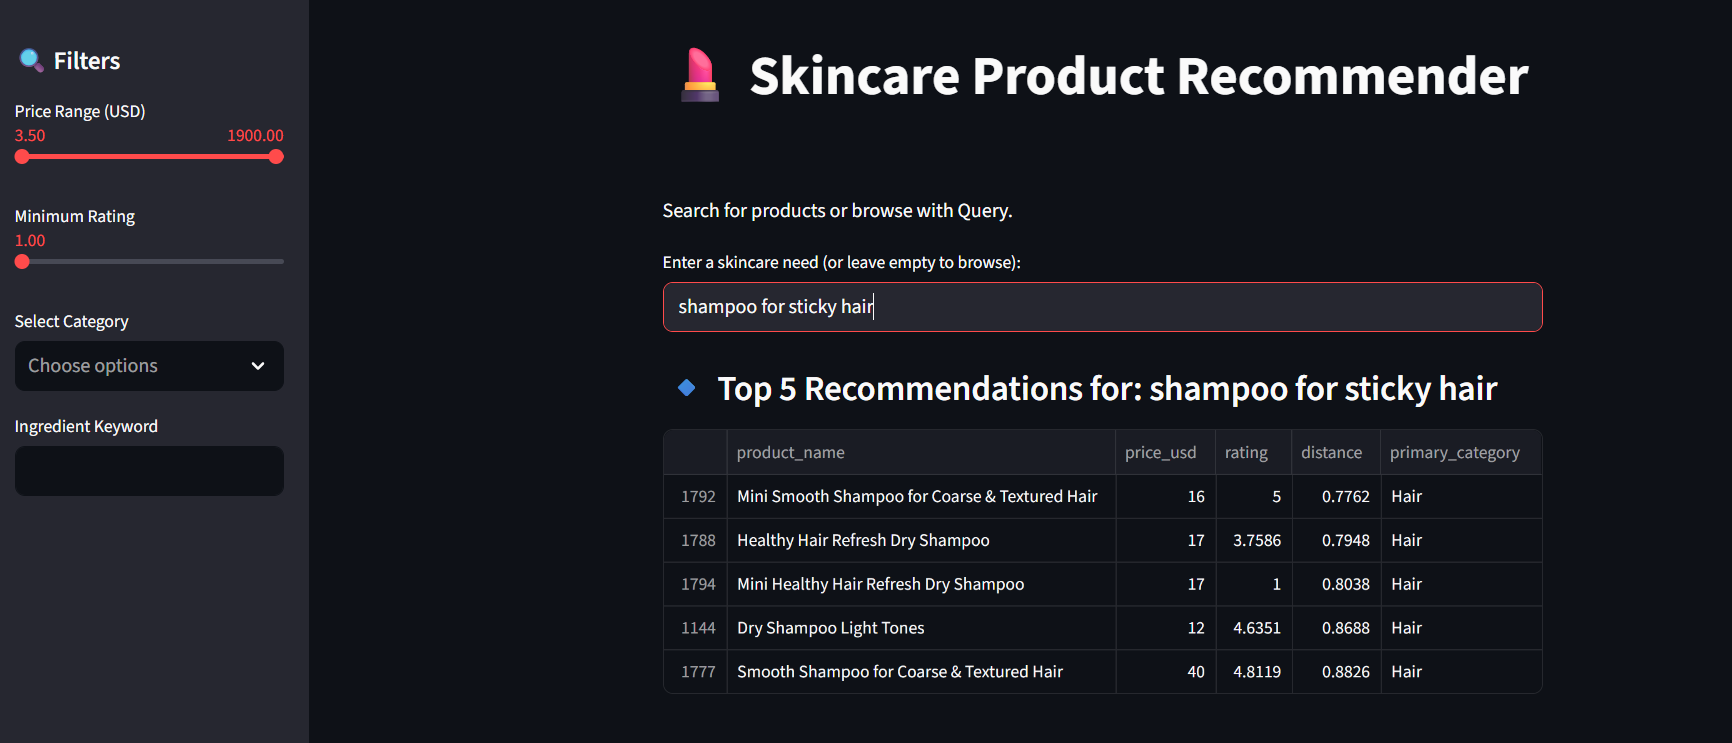 Filters
Price Range (USD)
3.50 1900.00
Minimum Rating
1.00
Select Category
Choose options
Ingredient Keyword
Skincare Product Recommender
Search for products or browse with Query.
Enter a skincare need (or leave empty to browse):
shampoo for sticky hair
Top 5 Recommendations for: shampoo for sticky hair
product_name price_usd rating distance primary_category
1792 Mini Smooth Shampoo for Coarse & Textured Hair 16 5 0.7762 Hair
1788 Healthy Hair Refresh Dry Shampoo 17 3.7586 0.7948 Hair
1794 Mini Healthy Hair Refresh Dry Shampoo 17 1 0.8038 Hair
1144 Dry Shampoo Light Tones 12 4.6351 0.8688 Hair
1777 Smooth Shampoo for Coarse & Textured Hair 40 4.8119 0.8826 Hair